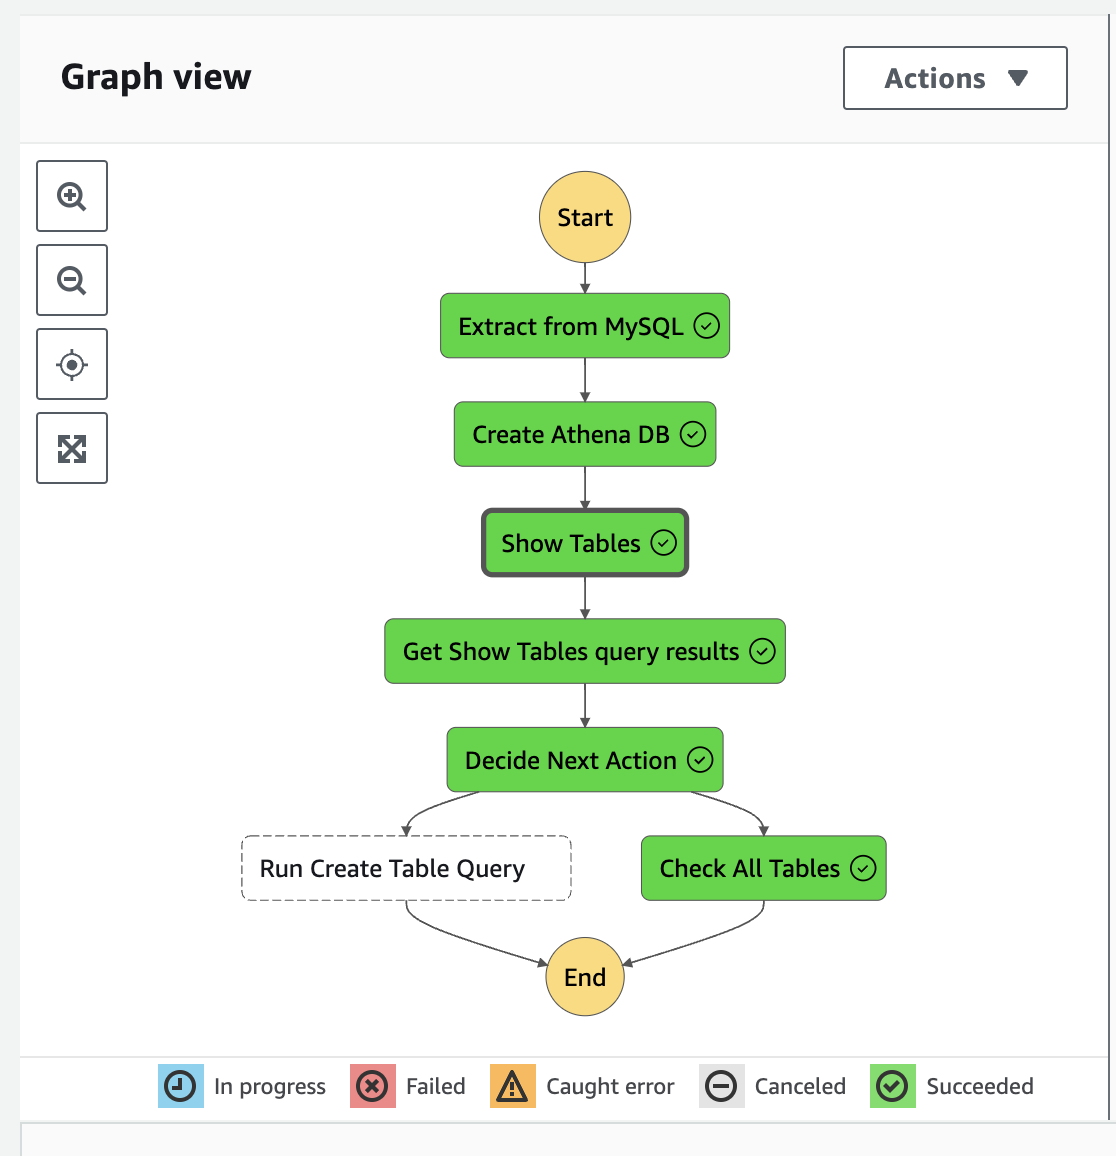 Graph view
Actions
Start
Extract from MySQL
Create Athena DB
Show Tables
Get Show Tables query results
Decide Next Action
Run Create Table Query
Check All Tables
End
In progress
Failed
Caught error
Canceled
Succeeded